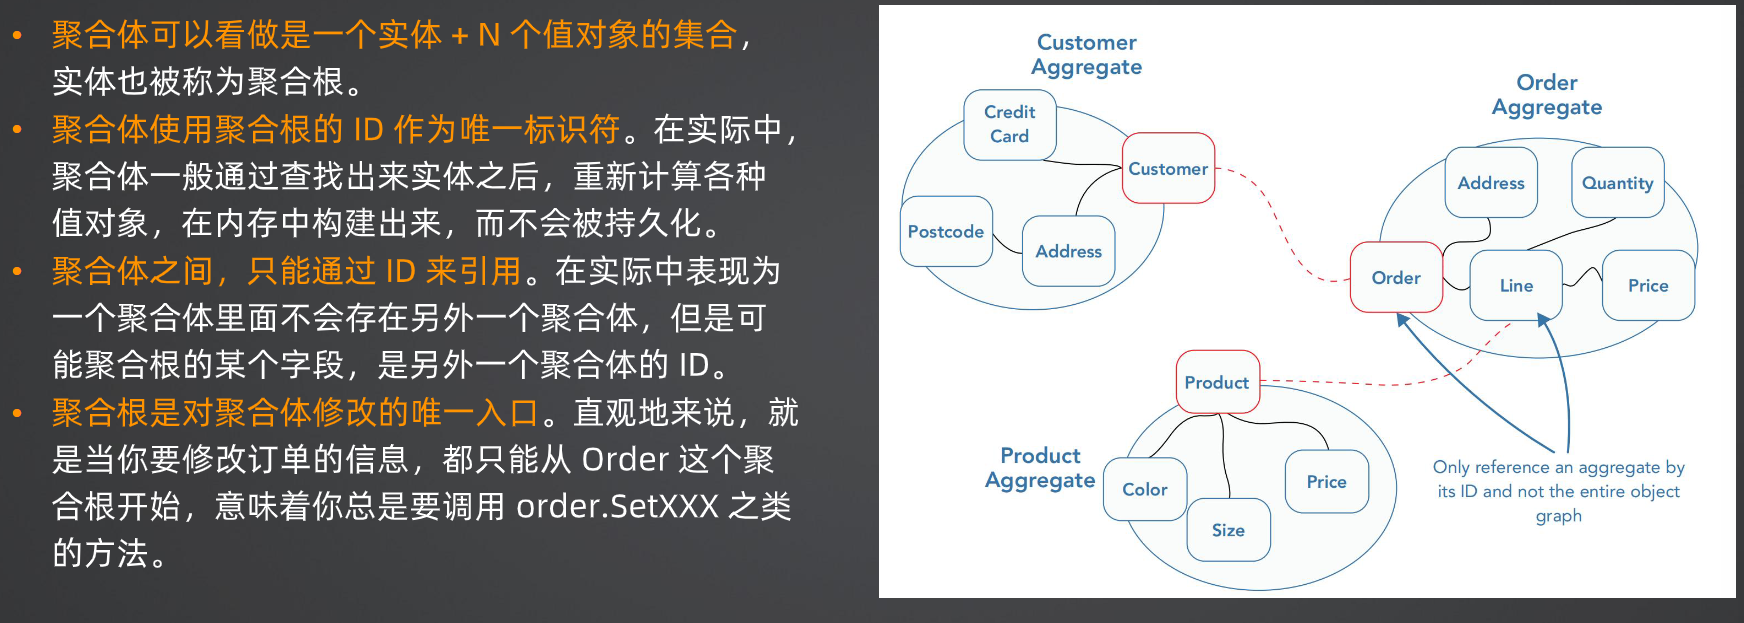 • 聚合体可以看做是一个实体 + N 个值对象的集合，
实体也被称为聚合根。
• 聚合体使用聚合根的 ID 作为唯一标识符。在实际中，
聚合体一般通过查找出来实体之后，重新计算各种
值对象，在内存中构建出来，而不会被持久化。
• 聚合体之间，只能通过 ID 来引用。在实际中表现为
一个聚合体里面不会存在另外一个聚合体，但是可
能聚合根的某个字段，是另外一个聚合体的 ID。
• 聚合根是对聚合体修改的唯一入口。直观地来说，就
是当你要修改订单的信息，都只能从 Order 这个聚
合根开始，意味着你总是要调用 order.SetXXX 之类
的方法。
Customer
Aggregate
Credit
Card
Customer
Postcode
Address
Order
Aggregate
Address
Quantity
Order
Line
Price
Product
Product
Aggregate
Color
Size
Price
Only reference an aggregate by
its ID and not the entire object
graph